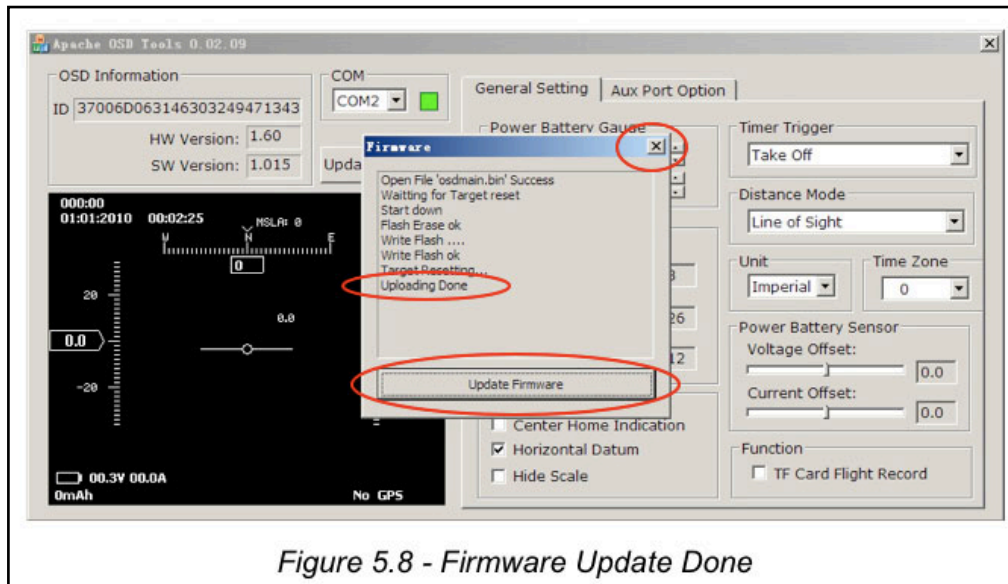 Apache OSD Tools 0.02.09
OSD Information
ID 37006D063146303249471343
HW Version: 1.60
SW Version: 1.015
COM
COM2
Upda
General Setting
Aux Port Option
Power Battery Gauge
Firmware
Open File 'osdmain.bin' Success
Waitting for Target reset
Start down
Flash Erase ok
Write Flash ....
Write Flash ok
Target Resetting...
Uploading Done
Update Firmware
000:00
01:01:2010 00:02:25 MSLA: 0
W N E
0
20
0.0
0.0
-20
00.3V 00.0A
0mAh No GPS
26
12
Center Home Indication
Horizontal Datum
Hide Scale
Timer Trigger
Take Off
Distance Mode
Line of Sight
Unit
Imperial
Time Zone
0
Power Battery Sensor
Voltage Offset:
0.0
Current Offset:
0.0
Function
TF Card Flight Record
Figure 5.8 - Firmware Update Done